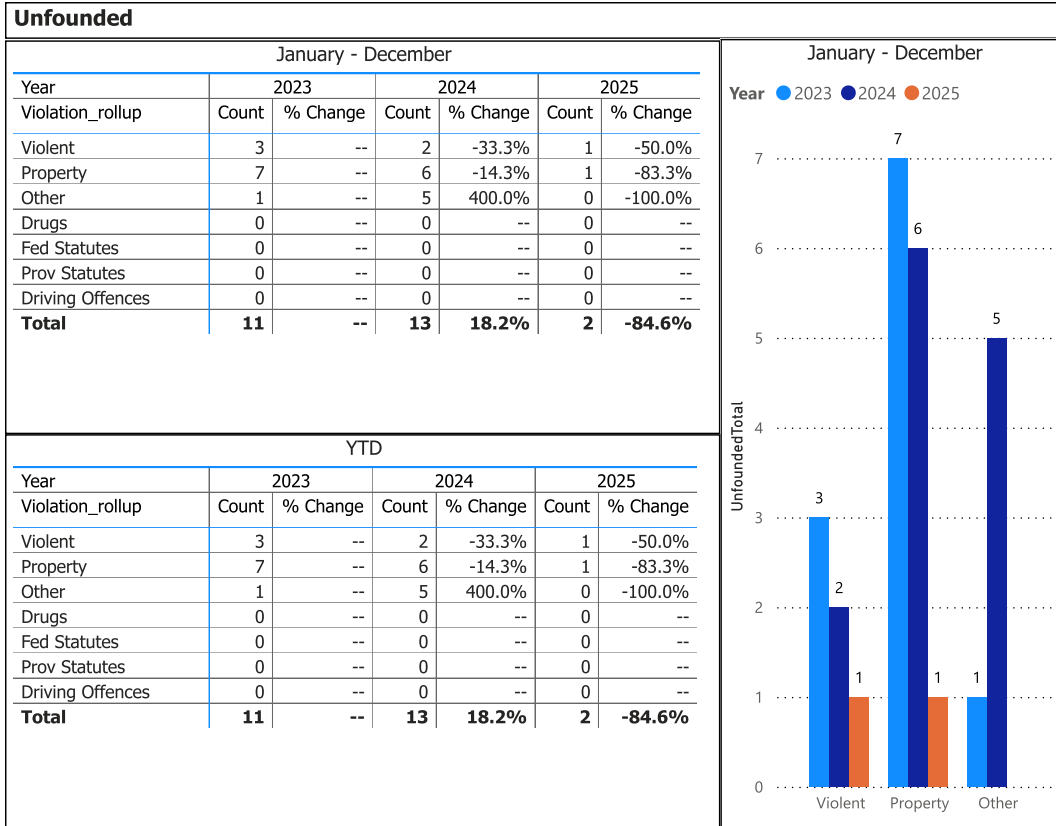 Unfounded
January - December
Year 2023 2024 2025
Violation_rollup Count % Change Count % Change Count % Change
Violent 3 -- 2 -33.3% 1 -50.0%
Property 7 -- 6 -14.3% 1 -83.3%
Other 1 -- 5 400.0% 0 -100.0%
Drugs 0 -- 0 -- 0 --
Fed Statutes 0 -- 0 -- 0 --
Prov Statutes 0 -- 0 -- 0 --
Driving Offences 0 -- 0 -- 0 --
Total 11 -- 13 18.2% 2 -84.6%
YTD
Year 2023 2024 2025
Violation_rollup Count % Change Count % Change Count % Change
Violent 3 -- 2 -33.3% 1 -50.0%
Property 7 -- 6 -14.3% 1 -83.3%
Other 1 -- 5 400.0% 0 -100.0%
Drugs 0 -- 0 -- 0 --
Fed Statutes 0 -- 0 -- 0 --
Prov Statutes 0 -- 0 -- 0 --
Driving Offences 0 -- 0 -- 0 --
Total 11 -- 13 18.2% 2 -84.6%
January - December
Year 2023 2024 2025
UnfoundedTotal
7
6
5
4
3
2
1
0
3
2
1
7
6
1
1
5
Violent Property Other